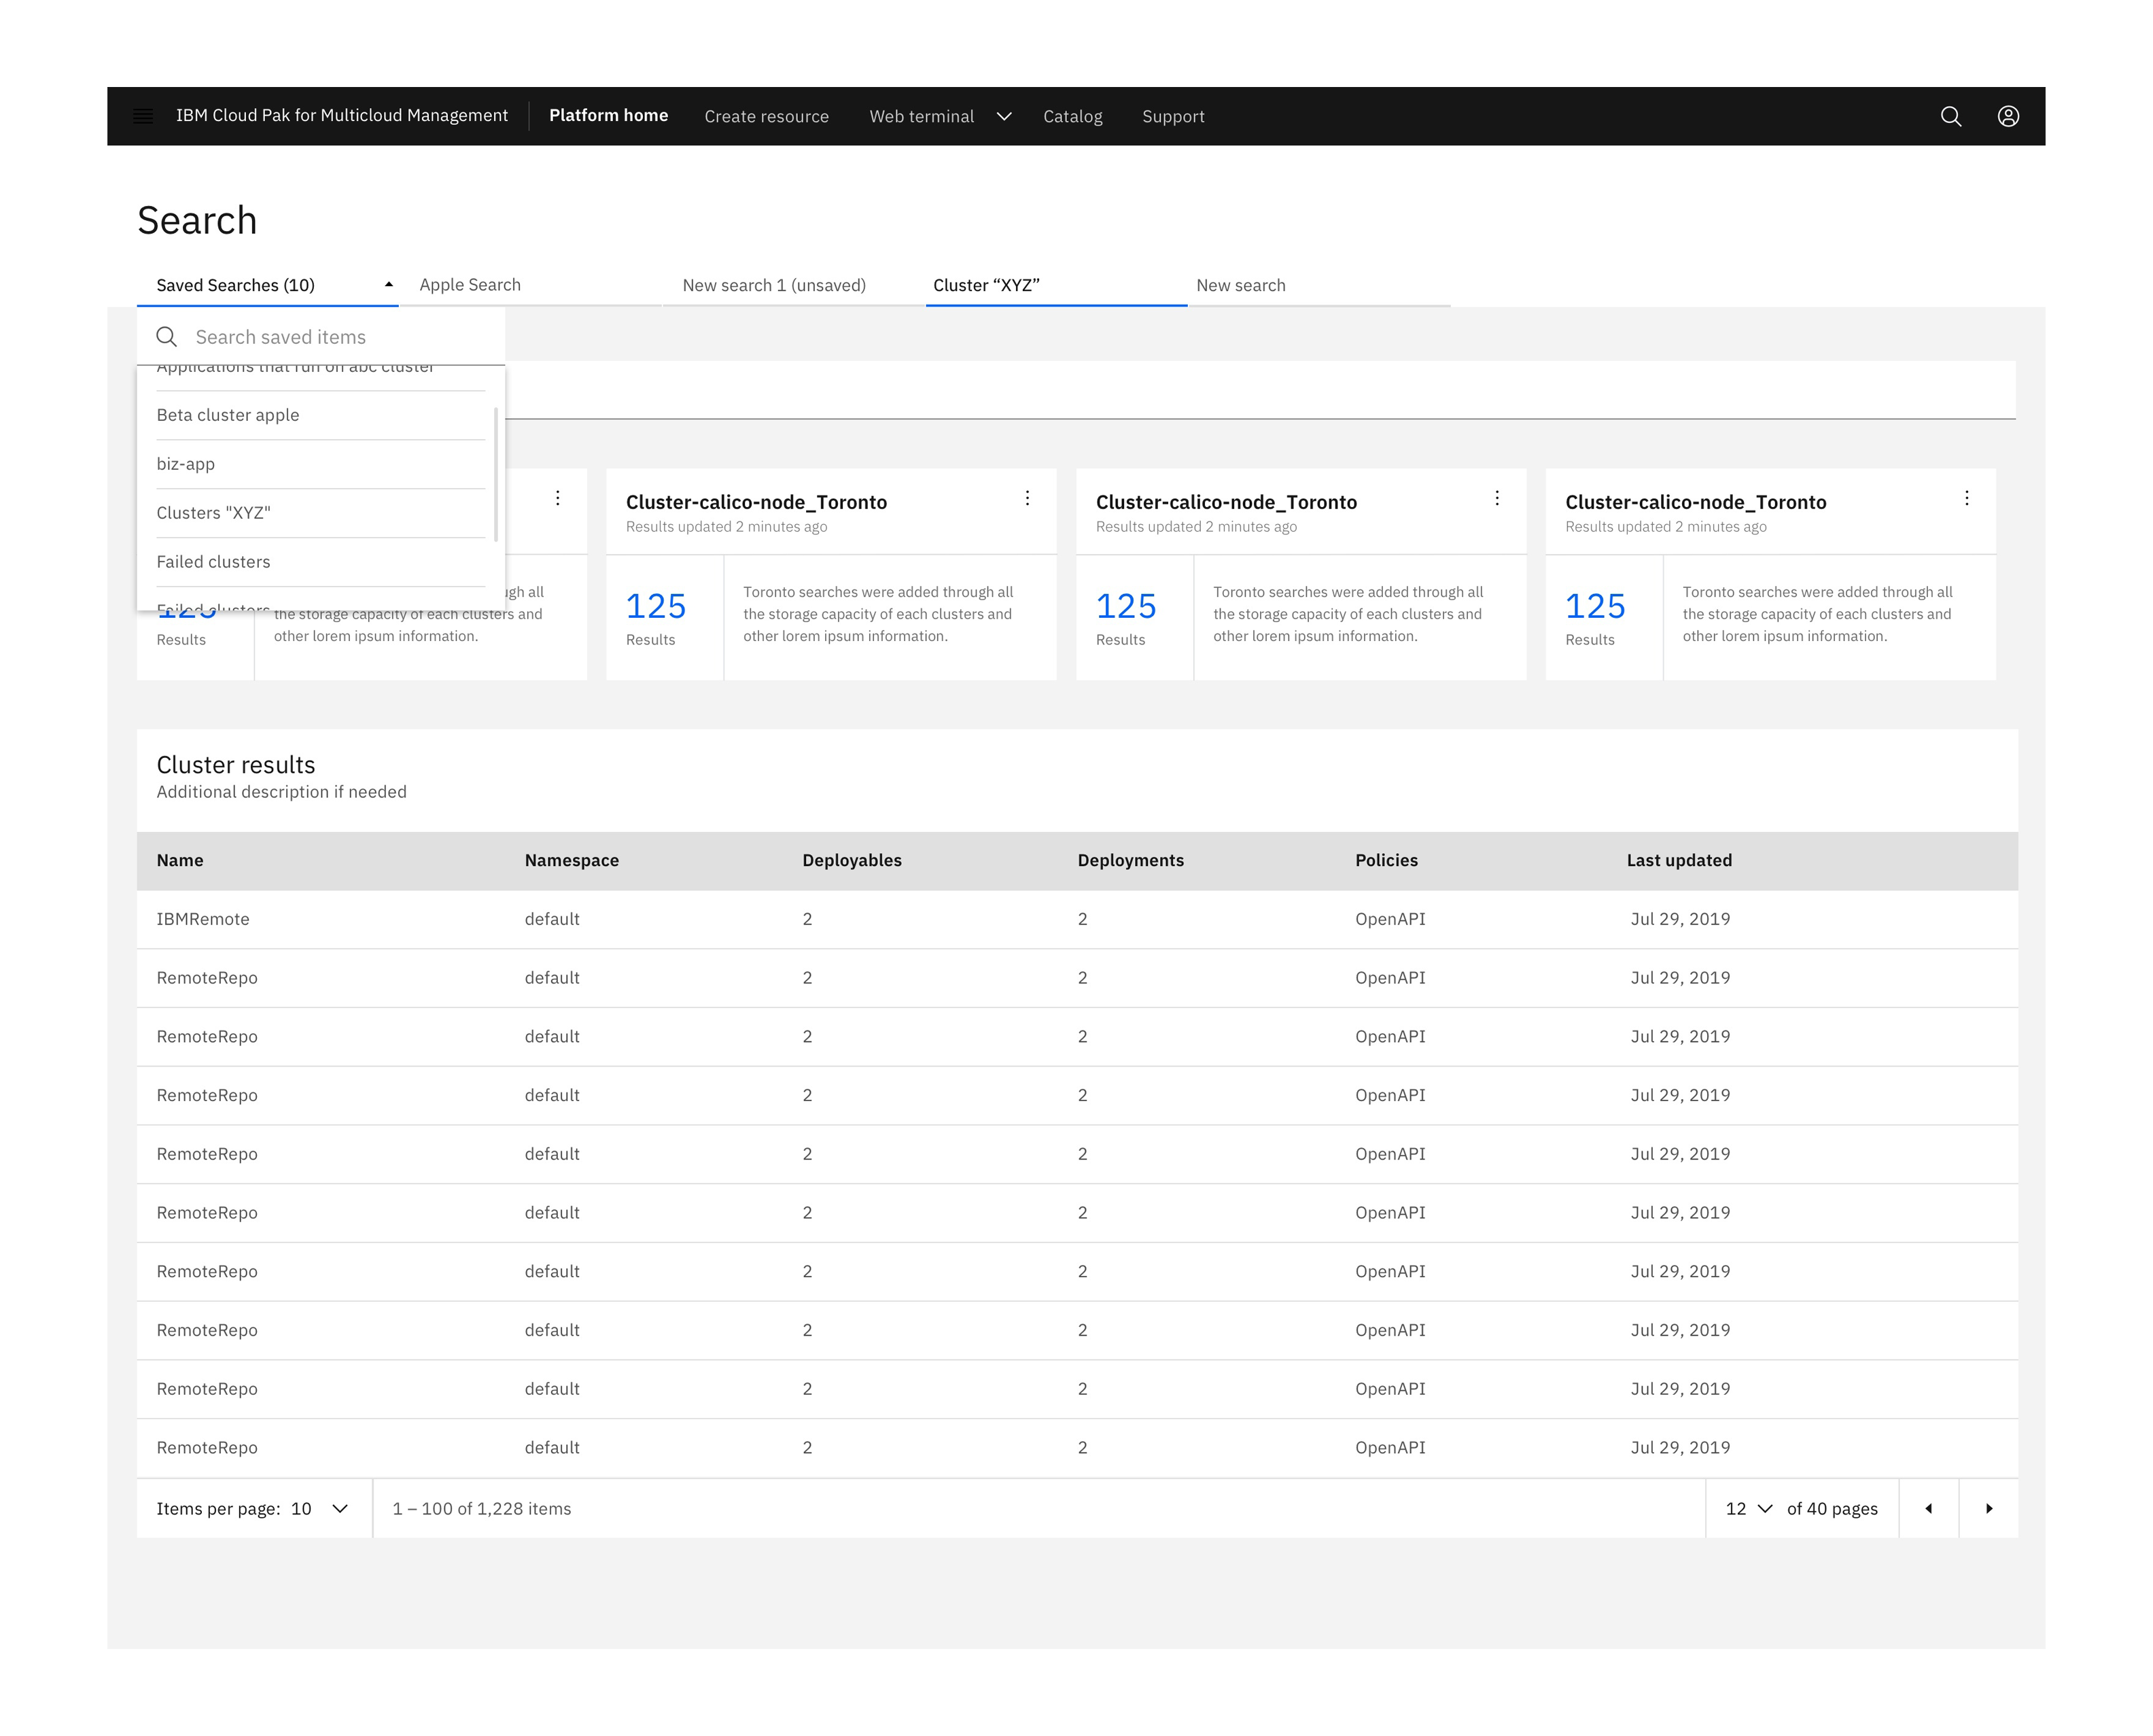 IBM Cloud Pak for Multicloud Management Platform home Create resource Web terminal Catalog Support
Search
Saved Searches (10) Apple Search New search 1 (unsaved) Cluster “XYZ” New search
Search saved items
Applications that run on abc cluster
Beta cluster apple
biz-app
Clusters "XYZ"
Failed clusters
Failed clusters
125
Results
ugh all
the storage capacity of each clusters and
other lorem ipsum information.
Cluster-calico-node_Toronto
Results updated 2 minutes ago
125
Results
Toronto searches were added through all
the storage capacity of each clusters and
other lorem ipsum information.
Cluster-calico-node_Toronto
Results updated 2 minutes ago
125
Results
Toronto searches were added through all
the storage capacity of each clusters and
other lorem ipsum information.
Cluster-calico-node_Toronto
Results updated 2 minutes ago
125
Results
Toronto searches were added through all
the storage capacity of each clusters and
other lorem ipsum information.
Cluster results
Additional description if needed
Name Namespace Deployables Deployments Policies Last updated
IBMRemote default 2 2 OpenAPI Jul 29, 2019
RemoteRepo default 2 2 OpenAPI Jul 29, 2019
RemoteRepo default 2 2 OpenAPI Jul 29, 2019
RemoteRepo default 2 2 OpenAPI Jul 29, 2019
RemoteRepo default 2 2 OpenAPI Jul 29, 2019
RemoteRepo default 2 2 OpenAPI Jul 29, 2019
RemoteRepo default 2 2 OpenAPI Jul 29, 2019
RemoteRepo default 2 2 OpenAPI Jul 29, 2019
RemoteRepo default 2 2 OpenAPI Jul 29, 2019
RemoteRepo default 2 2 OpenAPI Jul 29, 2019
Items per page: 10 1 – 100 of 1,228 items 12 of 40 pages